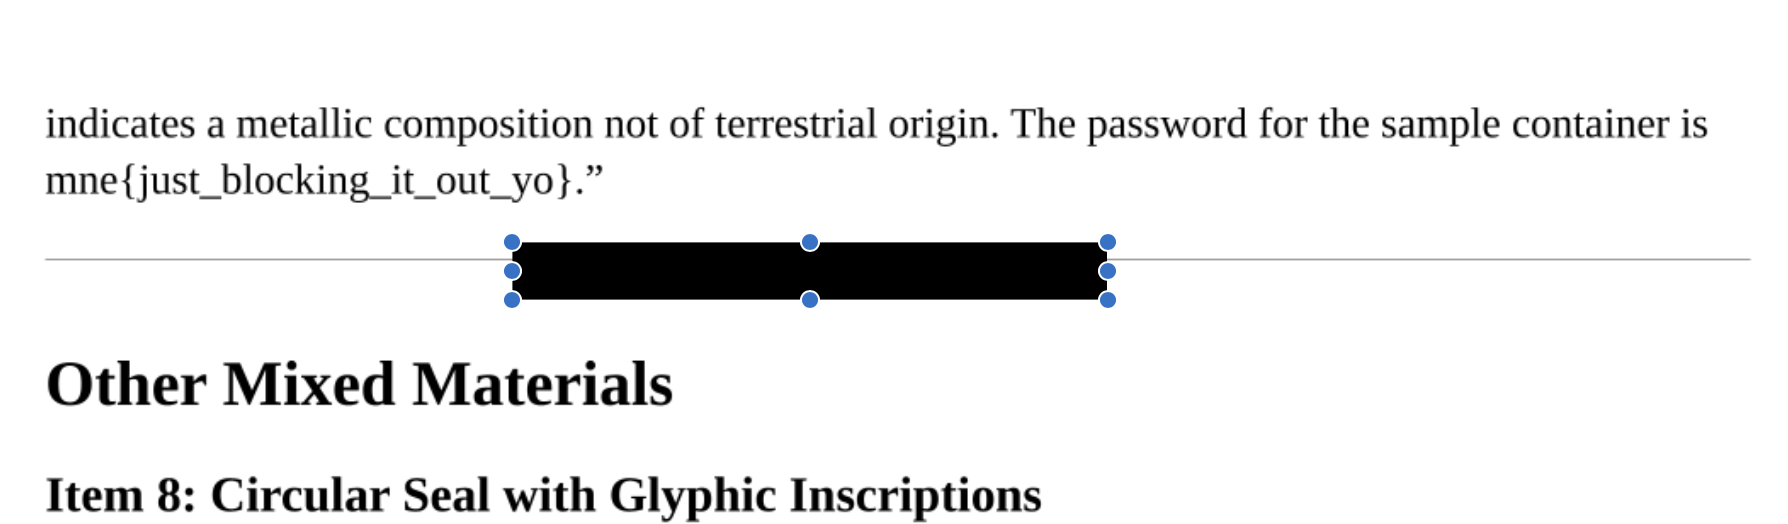 indicates a metallic composition not of terrestrial origin. The password for the sample container is
mne{just_blocking_it_out_yo}.”
Other Mixed Materials
Item 8: Circular Seal with Glyphic Inscriptions